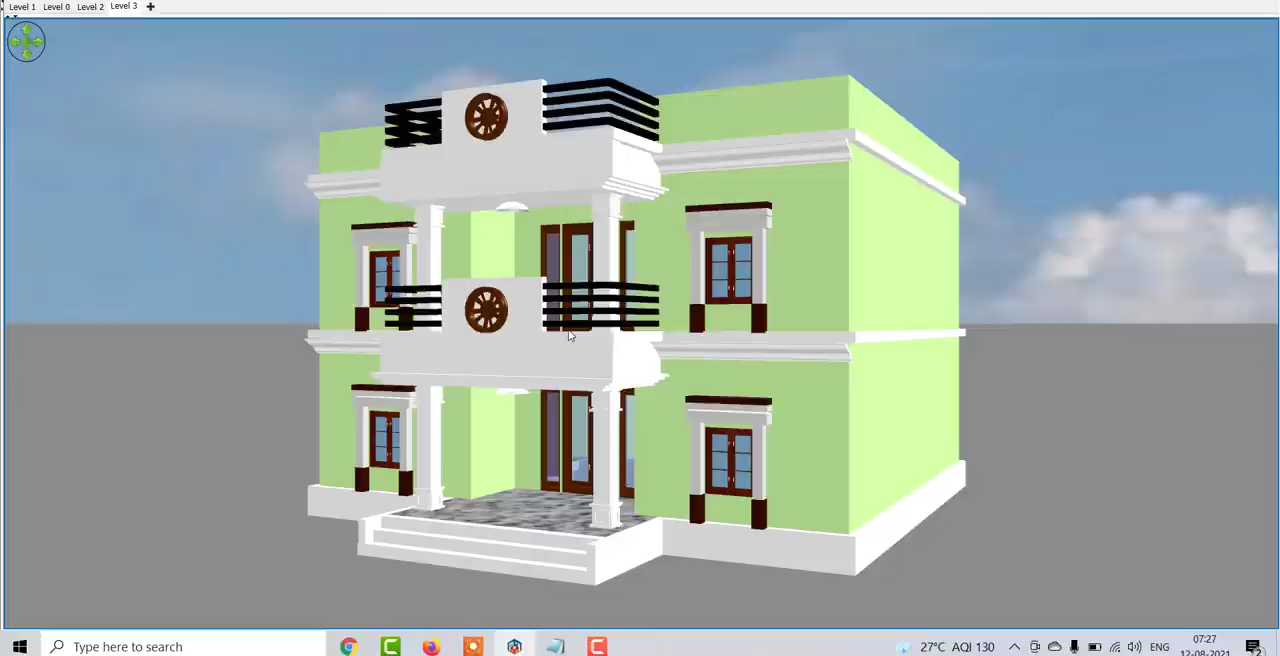 Level 1 Level 0 Level 2 Level 3
Type here to search
27°C AQI 130
ENG
07:27
12-08-2021
2